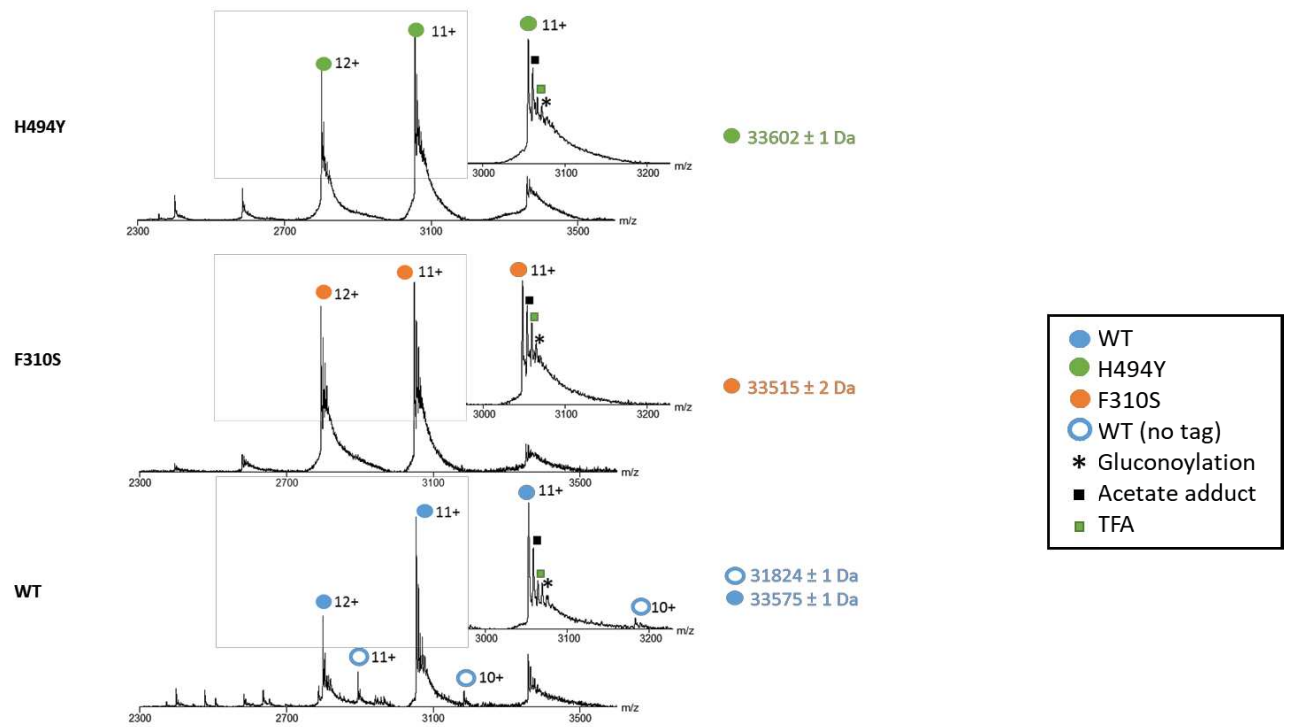 12+
11+
11+
*
3000
3100
3200
m/z
H494Y
33602 ± 1 Da
2300
2700
3100
3500
m/z
12+
11+
11+
*
3000
3100
3200
m/z
F310S
33515 ± 2 Da
2300
2700
3100
3500
m/z
12+
11+
11+
10+
11+
*
10+
3000
3100
3200
m/z
WT
31824 ± 1 Da
33575 ± 1 Da
2300
2700
3100
3500
m/z
WT
H494Y
F310S
WT (no tag)
* Gluconoylation
Acetate adduct
TFA